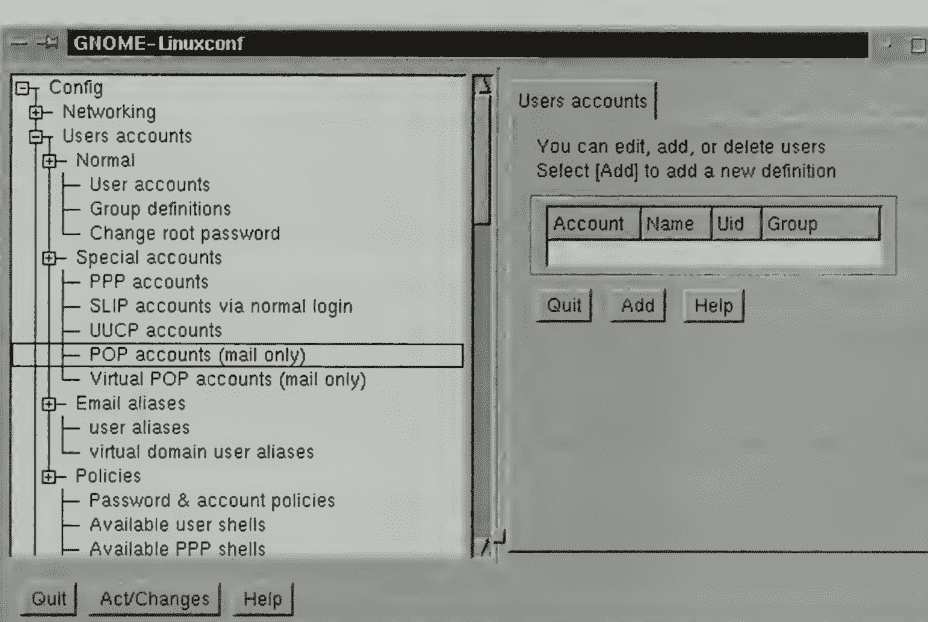 GNOME-Linuxconf
Config
Networking
Users accounts
Normal
User accounts
Group definitions
Change root password
Special accounts
PPP accounts
SLIP accounts via normal login
UUCP accounts
POP accounts (mail only)
Virtual POP accounts (mail only)
Email aliases
user aliases
virtual domain user aliases
Policies
Password & account policies
Available user shells
Available PPP shells
Quit Act/Changes Help
Users accounts
You can edit, add, or delete users
Select [Add] to add a new definition
Account Name Uid Group
Quit Add Help